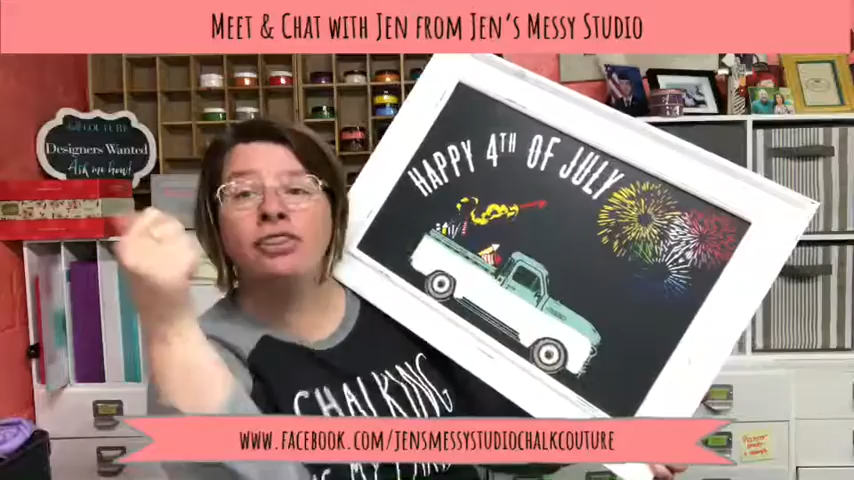 Meet & Chat with Jen from Jen's Messy Studio
Couture
Designers Wanted
Ask me how!
HAPPY 4TH OF JULY
CHALKING
www.facebook.com/jensmessystudiochalkcouture